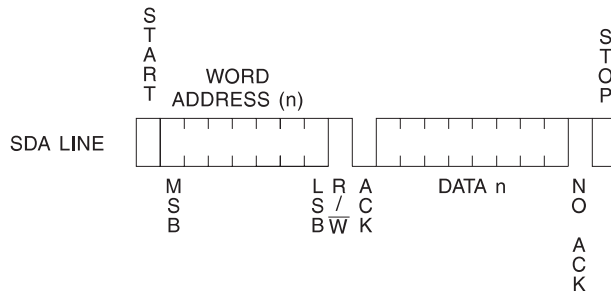 START
WORD
ADDRESS (n)
STOP
SDA LINE
MSB
LSB
R/W
ACK
DATA n
NO ACK